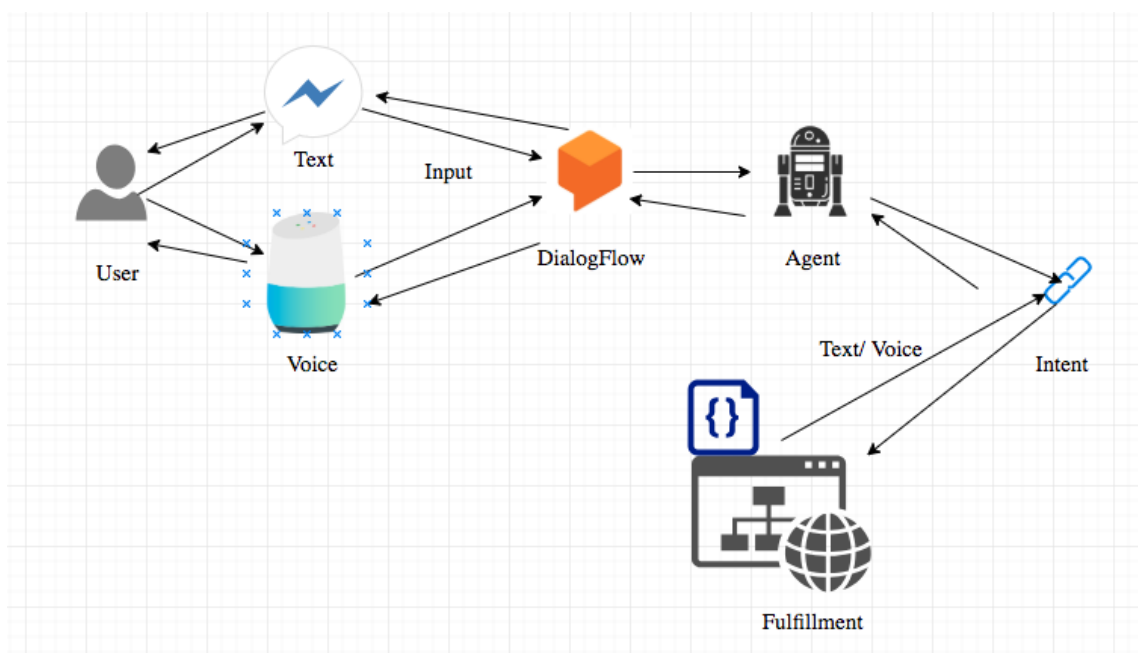 Text
Input
User
DialogFlow
Agent
Voice
Text/ Voice
Intent
{}
Fulfillment